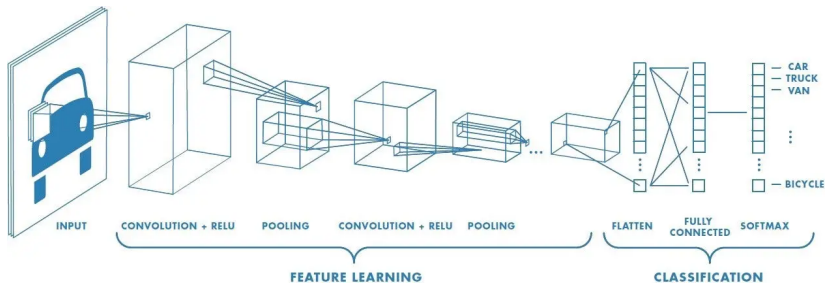 CAR
TRUCK
VAN
BICYCLE
INPUT
CONVOLUTION + RELU
POOLING
CONVOLUTION + RELU
POOLING
FLATTEN
FULLY
CONNECTED
SOFTMAX
FEATURE LEARNING
CLASSIFICATION